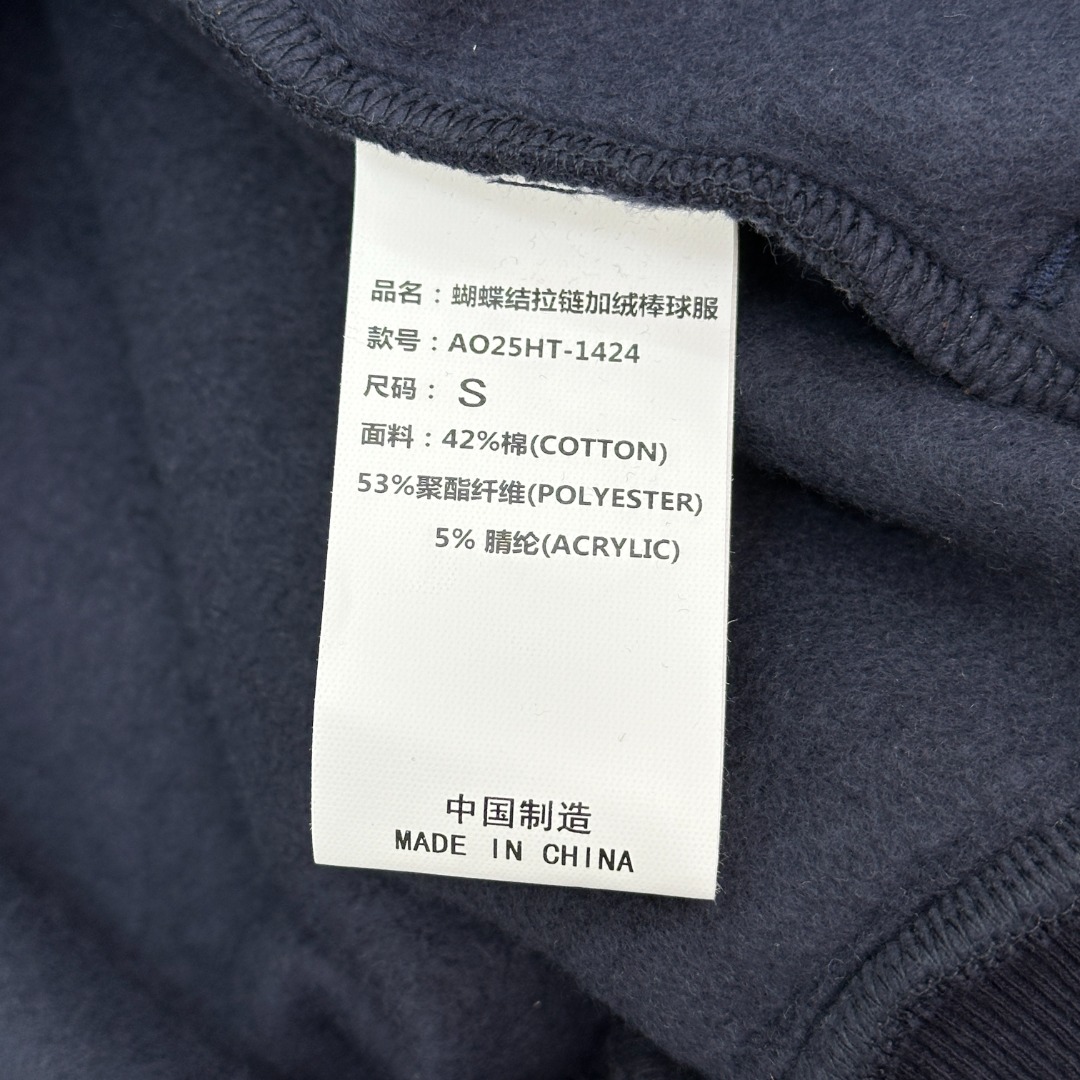 品名：蝴蝶结拉链加绒棒球服
款号：AO25HT-1424
尺码：S
面料：42%棉(COTTON)
53%聚酯纤维(POLYESTER)
5% 腈纶(ACRYLIC)
中国制造
MADE IN CHINA